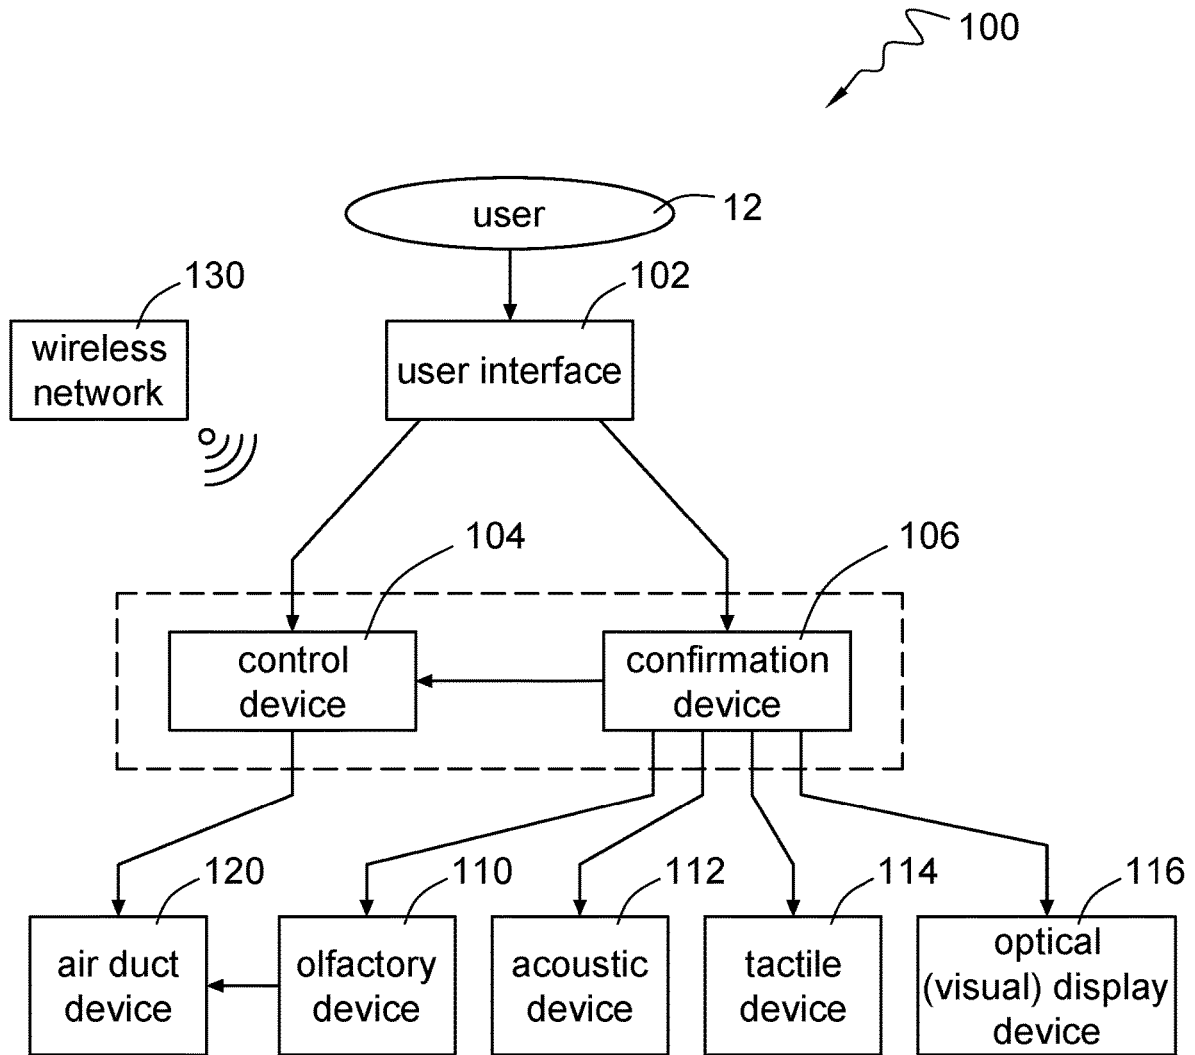 100
user
12
130
102
wireless
network
user interface
104
106
control
device
confirmation
device
120
110
112
114
116
air duct
device
olfactory
device
acoustic
device
tactile
device
optical
(visual) display
device